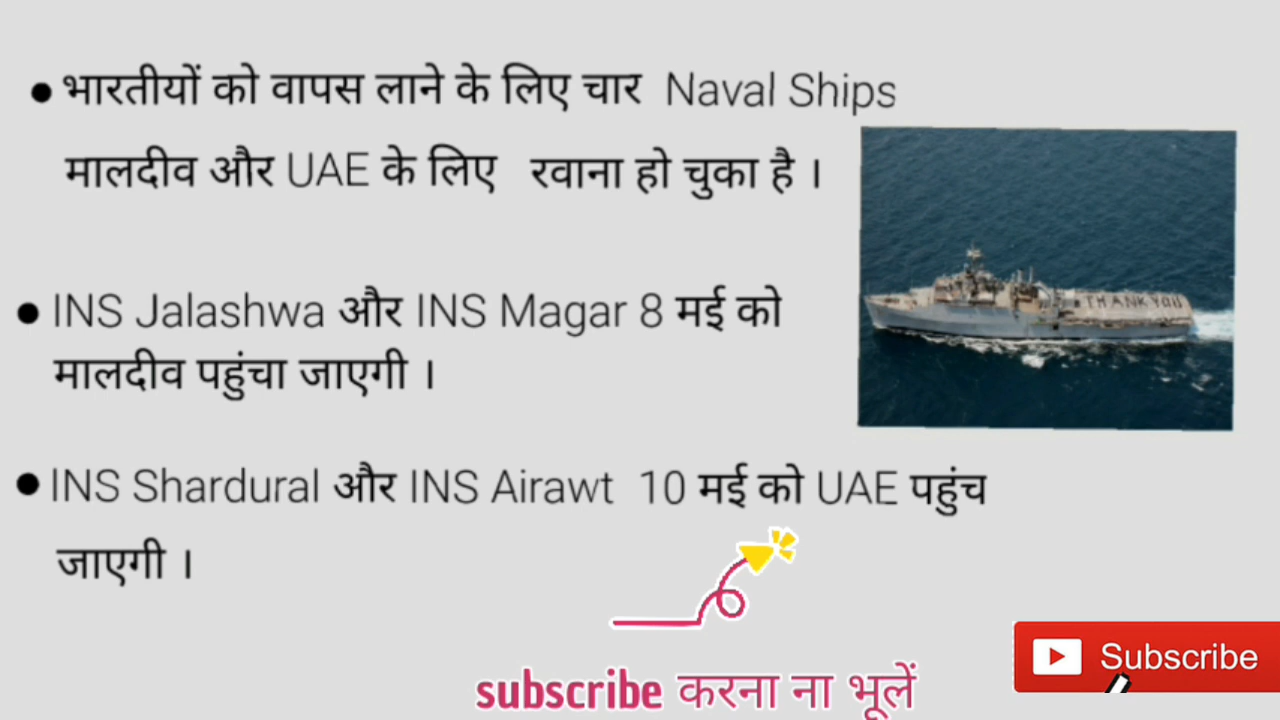 ● भारतीयों को वापस लाने के लिए चार Naval Ships
मालदीव और UAE के लिए रवाना हो चुका है ।
THANK YOU
● INS Jalashwa और INS Magar 8 मई को
मालदीव पहुंचा जाएगी ।
● INS Shardural और INS Airawt 10 मई को UAE पहुंच
जाएगी ।
Subscribe
subscribe करना ना भूलें